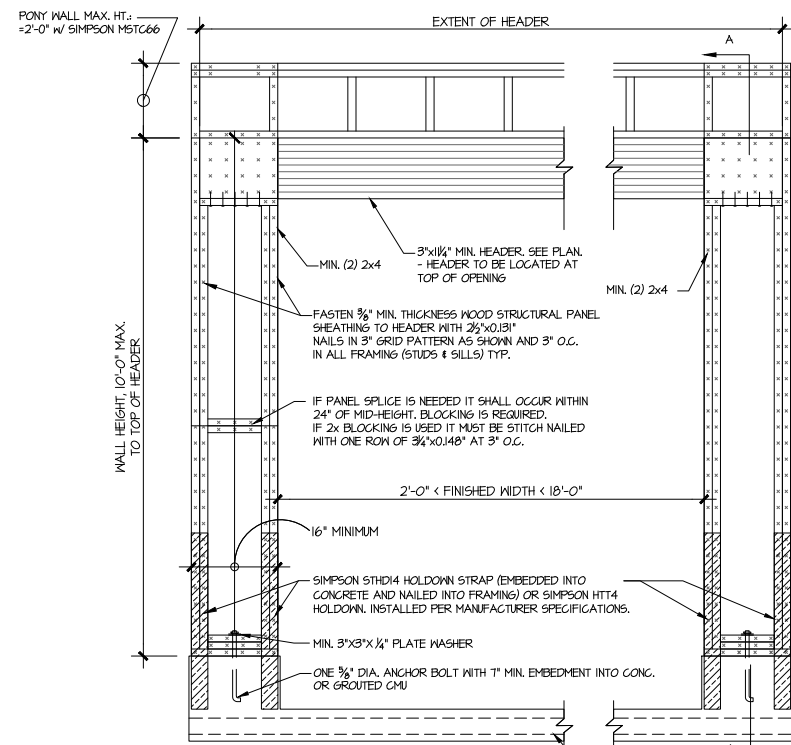 PONY WALL MAX. HT.:
=2'-0" W/ SIMPSON MSTC66
EXTENT OF HEADER
A
MIN. (2) 2x4
3"x11¼" MIN. HEADER. SEE PLAN.
- HEADER TO BE LOCATED AT
TOP OF OPENING
MIN. (2) 2x4
FASTEN ⅜" MIN. THICKNESS WOOD STRUCTURAL PANEL
SHEATHING TO HEADER WITH 2½"x0.131"
NAILS IN 3" GRID PATTERN AS SHOWN AND 3" O.C.
IN ALL FRAMING (STUDS & SILLS) TYP.
WALL HEIGHT, 10'-0" MAX.
TO TOP OF HEADER
IF PANEL SPLICE IS NEEDED IT SHALL OCCUR WITHIN
24" OF MID-HEIGHT. BLOCKING IS REQUIRED.
IF 2x BLOCKING IS USED IT MUST BE STITCH NAILED
WITH ONE ROW OF 3¼"x0.148" AT 3" O.C.
2'-0" < FINISHED WIDTH < 18'-0"
16" MINIMUM
SIMPSON STHD14 HOLDOWN STRAP (EMBEDDED INTO
CONCRETE AND NAILED INTO FRAMING) OR SIMPSON HTT4
HOLDOWN. INSTALLED PER MANUFACTURER SPECIFICATIONS.
MIN. 3"X3"X ¼" PLATE WASHER
ONE ⅝" DIA. ANCHOR BOLT WITH 7" MIN. EMBEDMENT INTO CONC.
OR GROUTED CMU